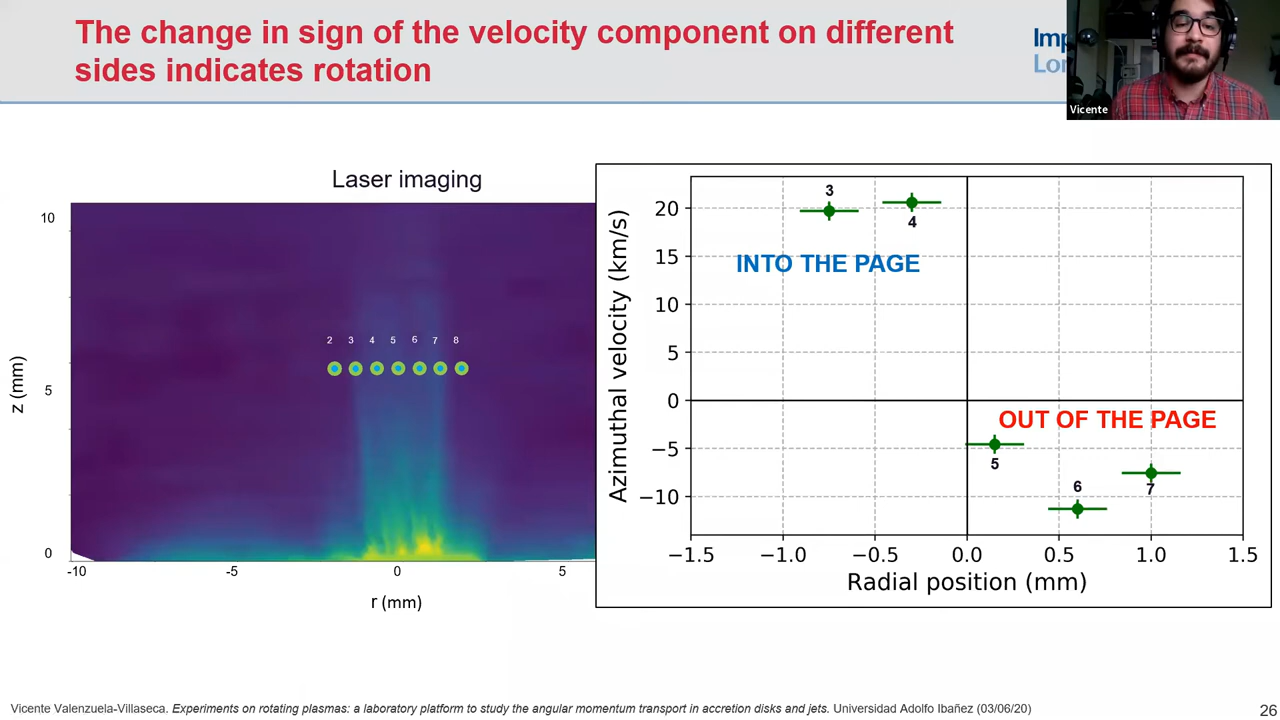 The change in sign of the velocity component on different
sides indicates rotation
Vicente
Laser imaging
10
5
0
z (mm)
2 3 4 5 6 7 8
-10 -5 0 5
r (mm)
20
15
10
5
0
−5
−10
Azimuthal velocity (km/s)
3
4
INTO THE PAGE
OUT OF THE PAGE
5
6
7
−1.5 −1.0 −0.5 0.0 0.5 1.0 1.5
Radial position (mm)
Vicente Valenzuela-Villaseca. Experiments on rotating plasmas: a laboratory platform to study the angular momentum transport in accretion disks and jets. Universidad Adolfo Ibañez (03/06/20)
26